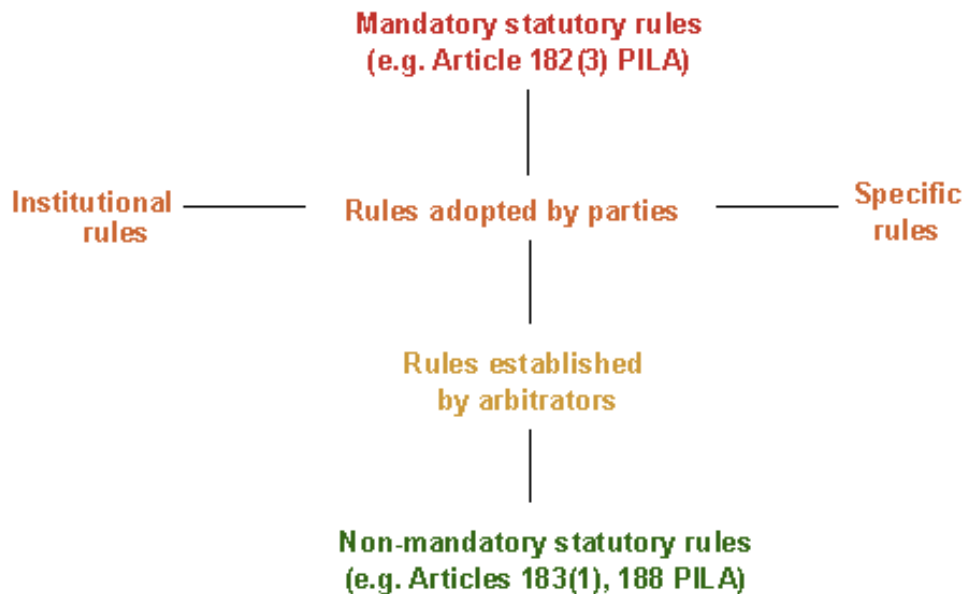 Mandatory statutory rules
(e.g. Article 182(3) PILA)
Institutional
rules
Rules adopted by parties
Specific
rules
Rules established
by arbitrators
Non-mandatory statutory rules
(e.g. Articles 183(1), 188 PILA)